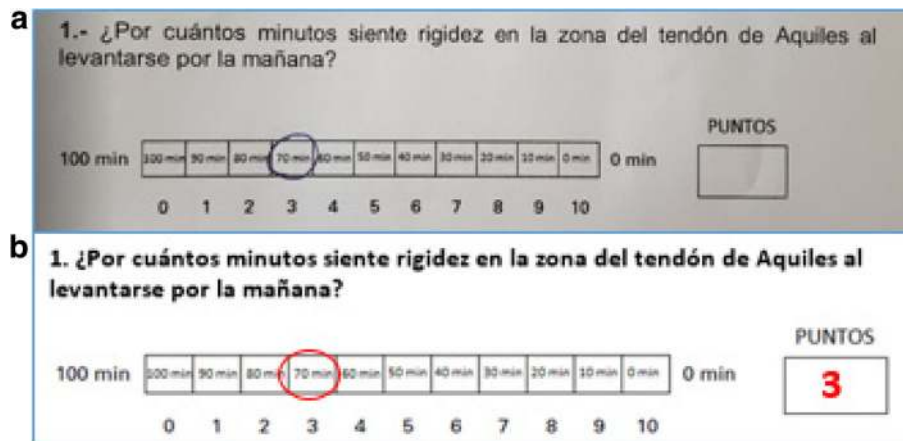 a
1.- ¿Por cuántos minutos siente rigidez en la zona del tendón de Aquiles al
levantarse por la mañana?
PUNTOS
100 min 100 min 90 min 80 min 70 min 60 min 50 min 40 min 30 min 20 min 10 min 0 min 0 min
0 1 2 3 4 5 6 7 8 9 10
b
1. ¿Por cuántos minutos siente rigidez en la zona del tendón de Aquiles al
levantarse por la mañana?
PUNTOS
100 min 100 min 90 min 80 min 70 min 60 min 50 min 40 min 30 min 20 min 10 min 0 min 0 min
3
0 1 2 3 4 5 6 7 8 9 10